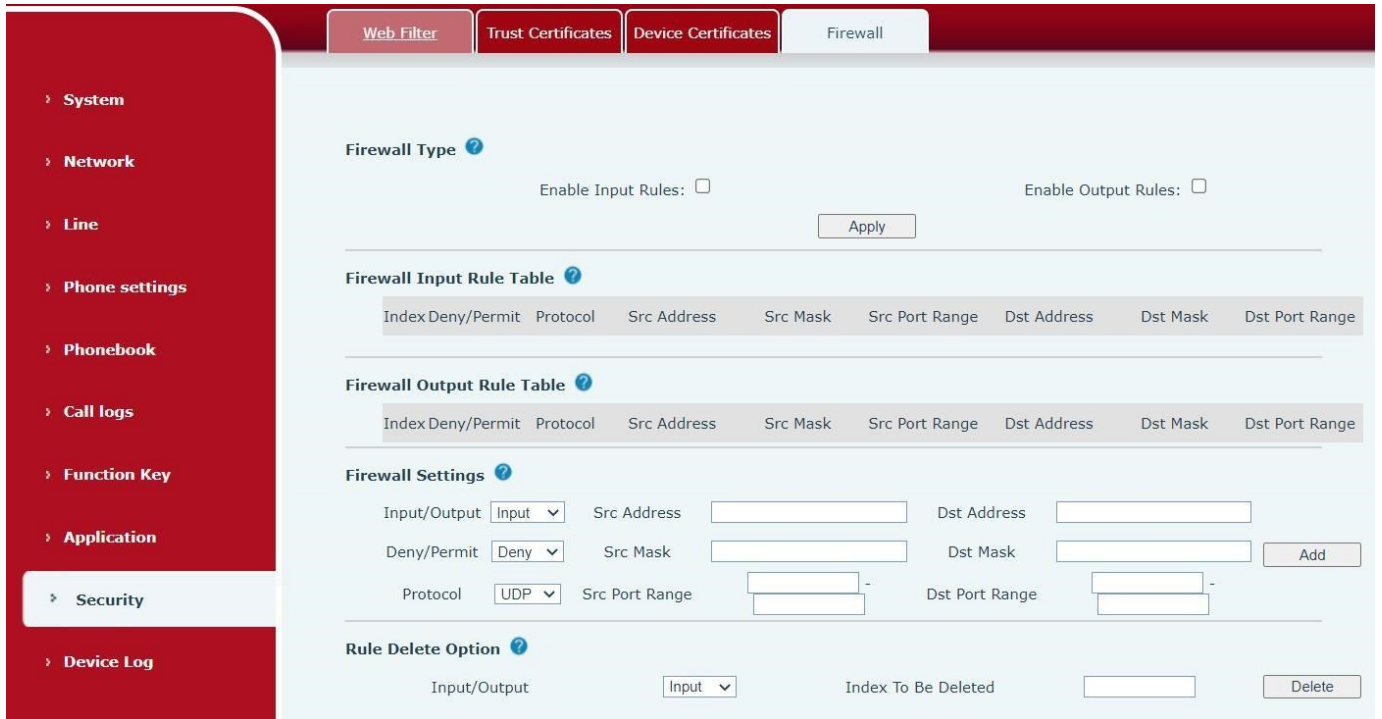 Web Filter Trust Certificates Device Certificates Firewall
System
Network
Line
Phone settings
Phonebook
Call logs
Function Key
Application
Security
Device Log
Firewall Type ?
Enable Input Rules: Enable Output Rules:
Apply
Firewall Input Rule Table ?
Index Deny/Permit Protocol Src Address Src Mask Src Port Range Dst Address Dst Mask Dst Port Range
Firewall Output Rule Table ?
Index Deny/Permit Protocol Src Address Src Mask Src Port Range Dst Address Dst Mask Dst Port Range
Firewall Settings ?
Input/Output Input Src Address Dst Address
Deny/Permit Deny Src Mask Dst Mask Add
Protocol UDP Src Port Range - Dst Port Range -
Rule Delete Option ?
Input/Output Input Index To Be Deleted Delete